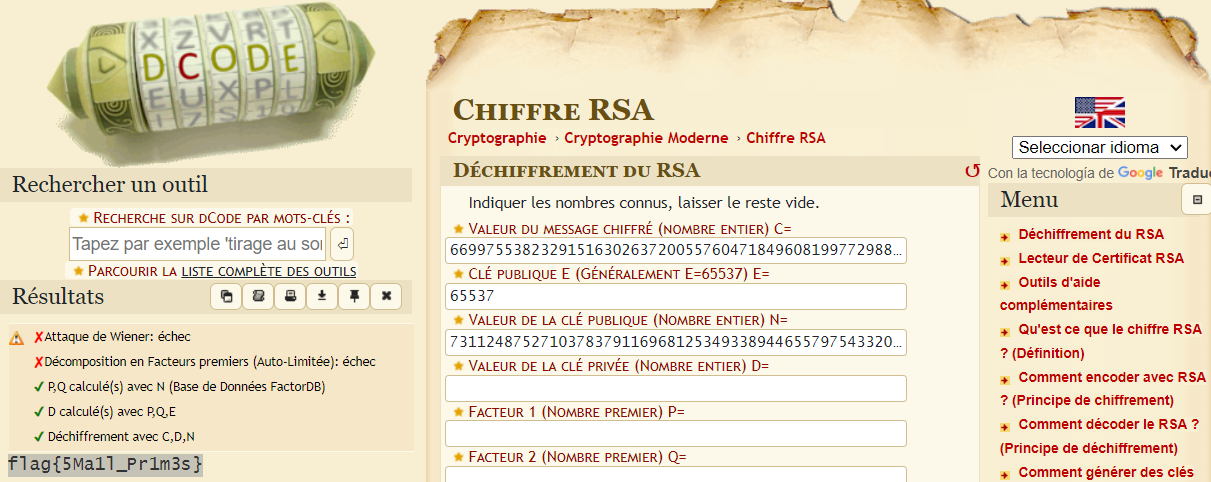 DCODE
Rechercher un outil
Recherche sur dCode par mots-clés :
Tapez par exemple 'tirage au sor
Parcourir la liste complète des outils
Résultats
Attaque de Wiener: échec
Décomposition en Facteurs premiers (Auto-Limitée): échec
P,Q calculé(s) avec N (Base de Données FactorDB)
D calculé(s) avec P,Q,E
Déchiffrement avec C,D,N
flag{5Ma1l_Pr1m3s}
Chiffre RSA
Cryptographie › Cryptographie Moderne › Chiffre RSA
Déchiffrement du RSA
Indiquer les nombres connus, laisser le reste vide.
Valeur du message chiffré (nombre entier) C=
66997553823291516302637200557604718496081997729​88…
Clé publique E (Généralement E=65537) E=
65537
Valeur de la clé publique (Nombre entier) N=
7311248752710378379116968125349338944655797543320…
Valeur de la clé privée (Nombre entier) D=
Facteur 1 (Nombre premier) P=
Facteur 2 (Nombre premier) Q=
Seleccionar idioma
Con la tecnología de Google Traduc
Menu
Déchiffrement du RSA
Lecteur de Certificat RSA
Outils d'aide
complémentaires
Qu'est ce que le chiffre RSA
? (Définition)
Comment encoder avec RSA
? (Principe de chiffrement)
Comment décoder le RSA ?
(Principe de déchiffrement)
Comment générer des clés